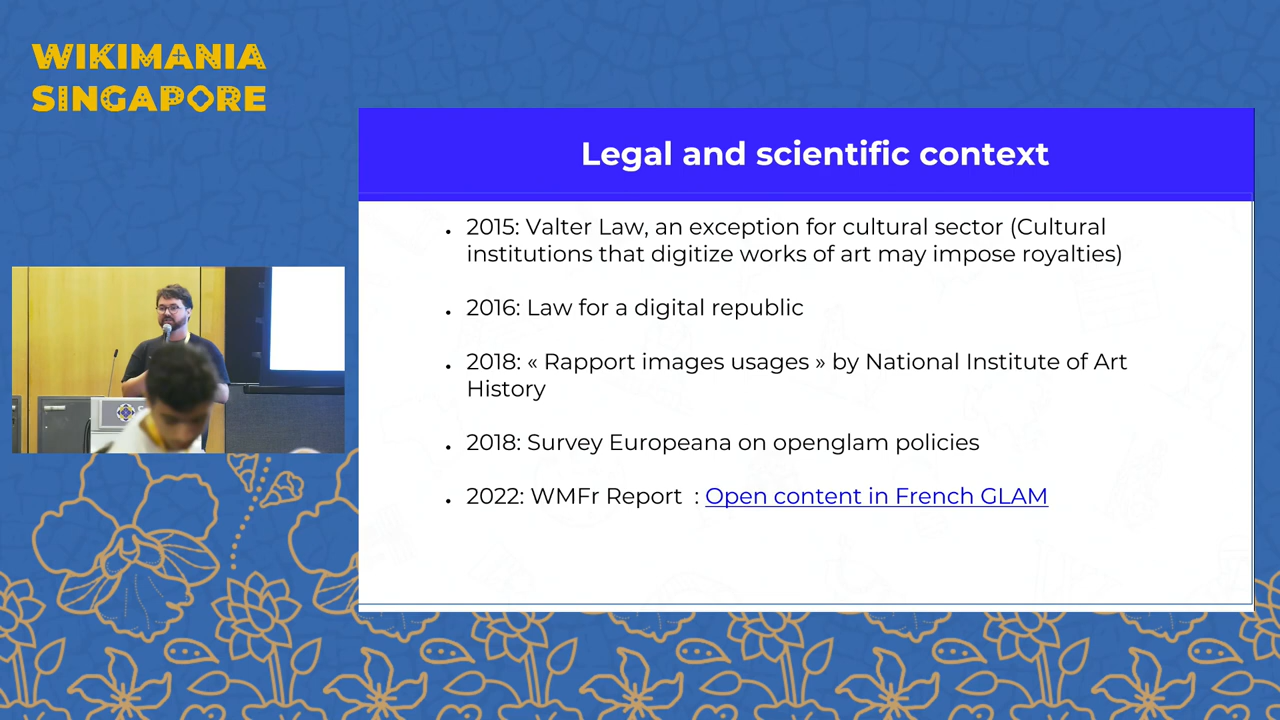 WIKIMANIA
SINGAPORE
Legal and scientific context
2015: Valter Law, an exception for cultural sector (Cultural
institutions that digitize works of art may impose royalties)
2016: Law for a digital republic
2018: « Rapport images usages » by National Institute of Art
History
2018: Survey Europeana on openglam policies
2022: WMFr Report : Open content in French GLAM